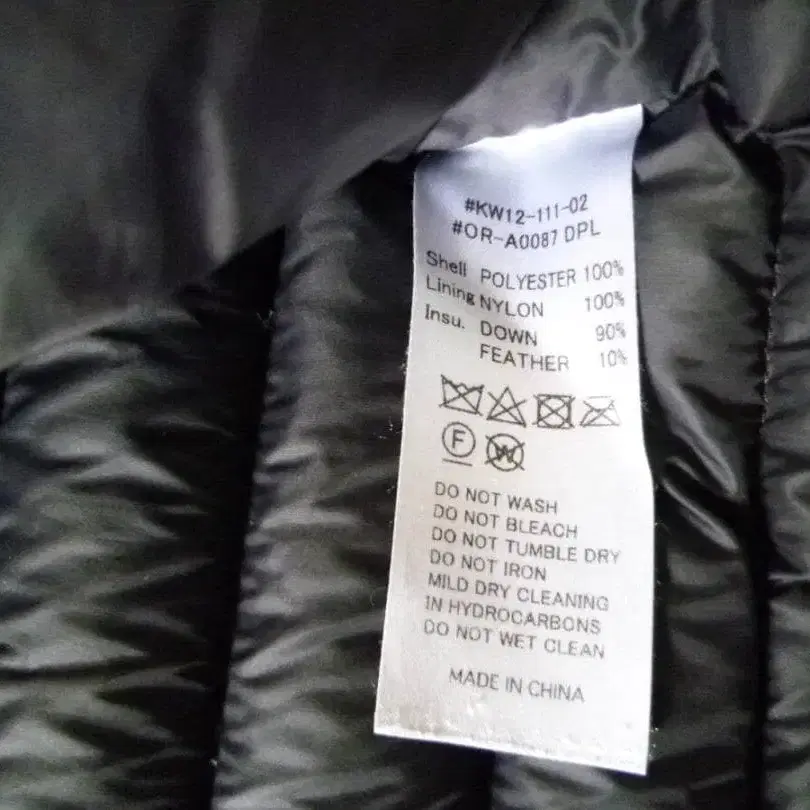 #KW12-111-02
#OR-A0087 DPL
Shell POLYESTER 100%
Lining NYLON 100%
Insu. DOWN 90%
FEATHER 10%
F W
DO NOT WASH
DO NOT BLEACH
DO NOT TUMBLE DRY
DO NOT IRON
MILD DRY CLEANING
IN HYDROCARBONS
DO NOT WET CLEAN
MADE IN CHINA